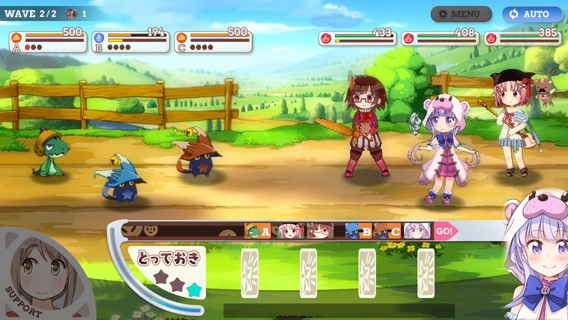 WAVE 2/2 1
MENU
AUTO
500
174
500
433
408
385
A
B
C
B
C
GO!
とっておき
SUPPORT